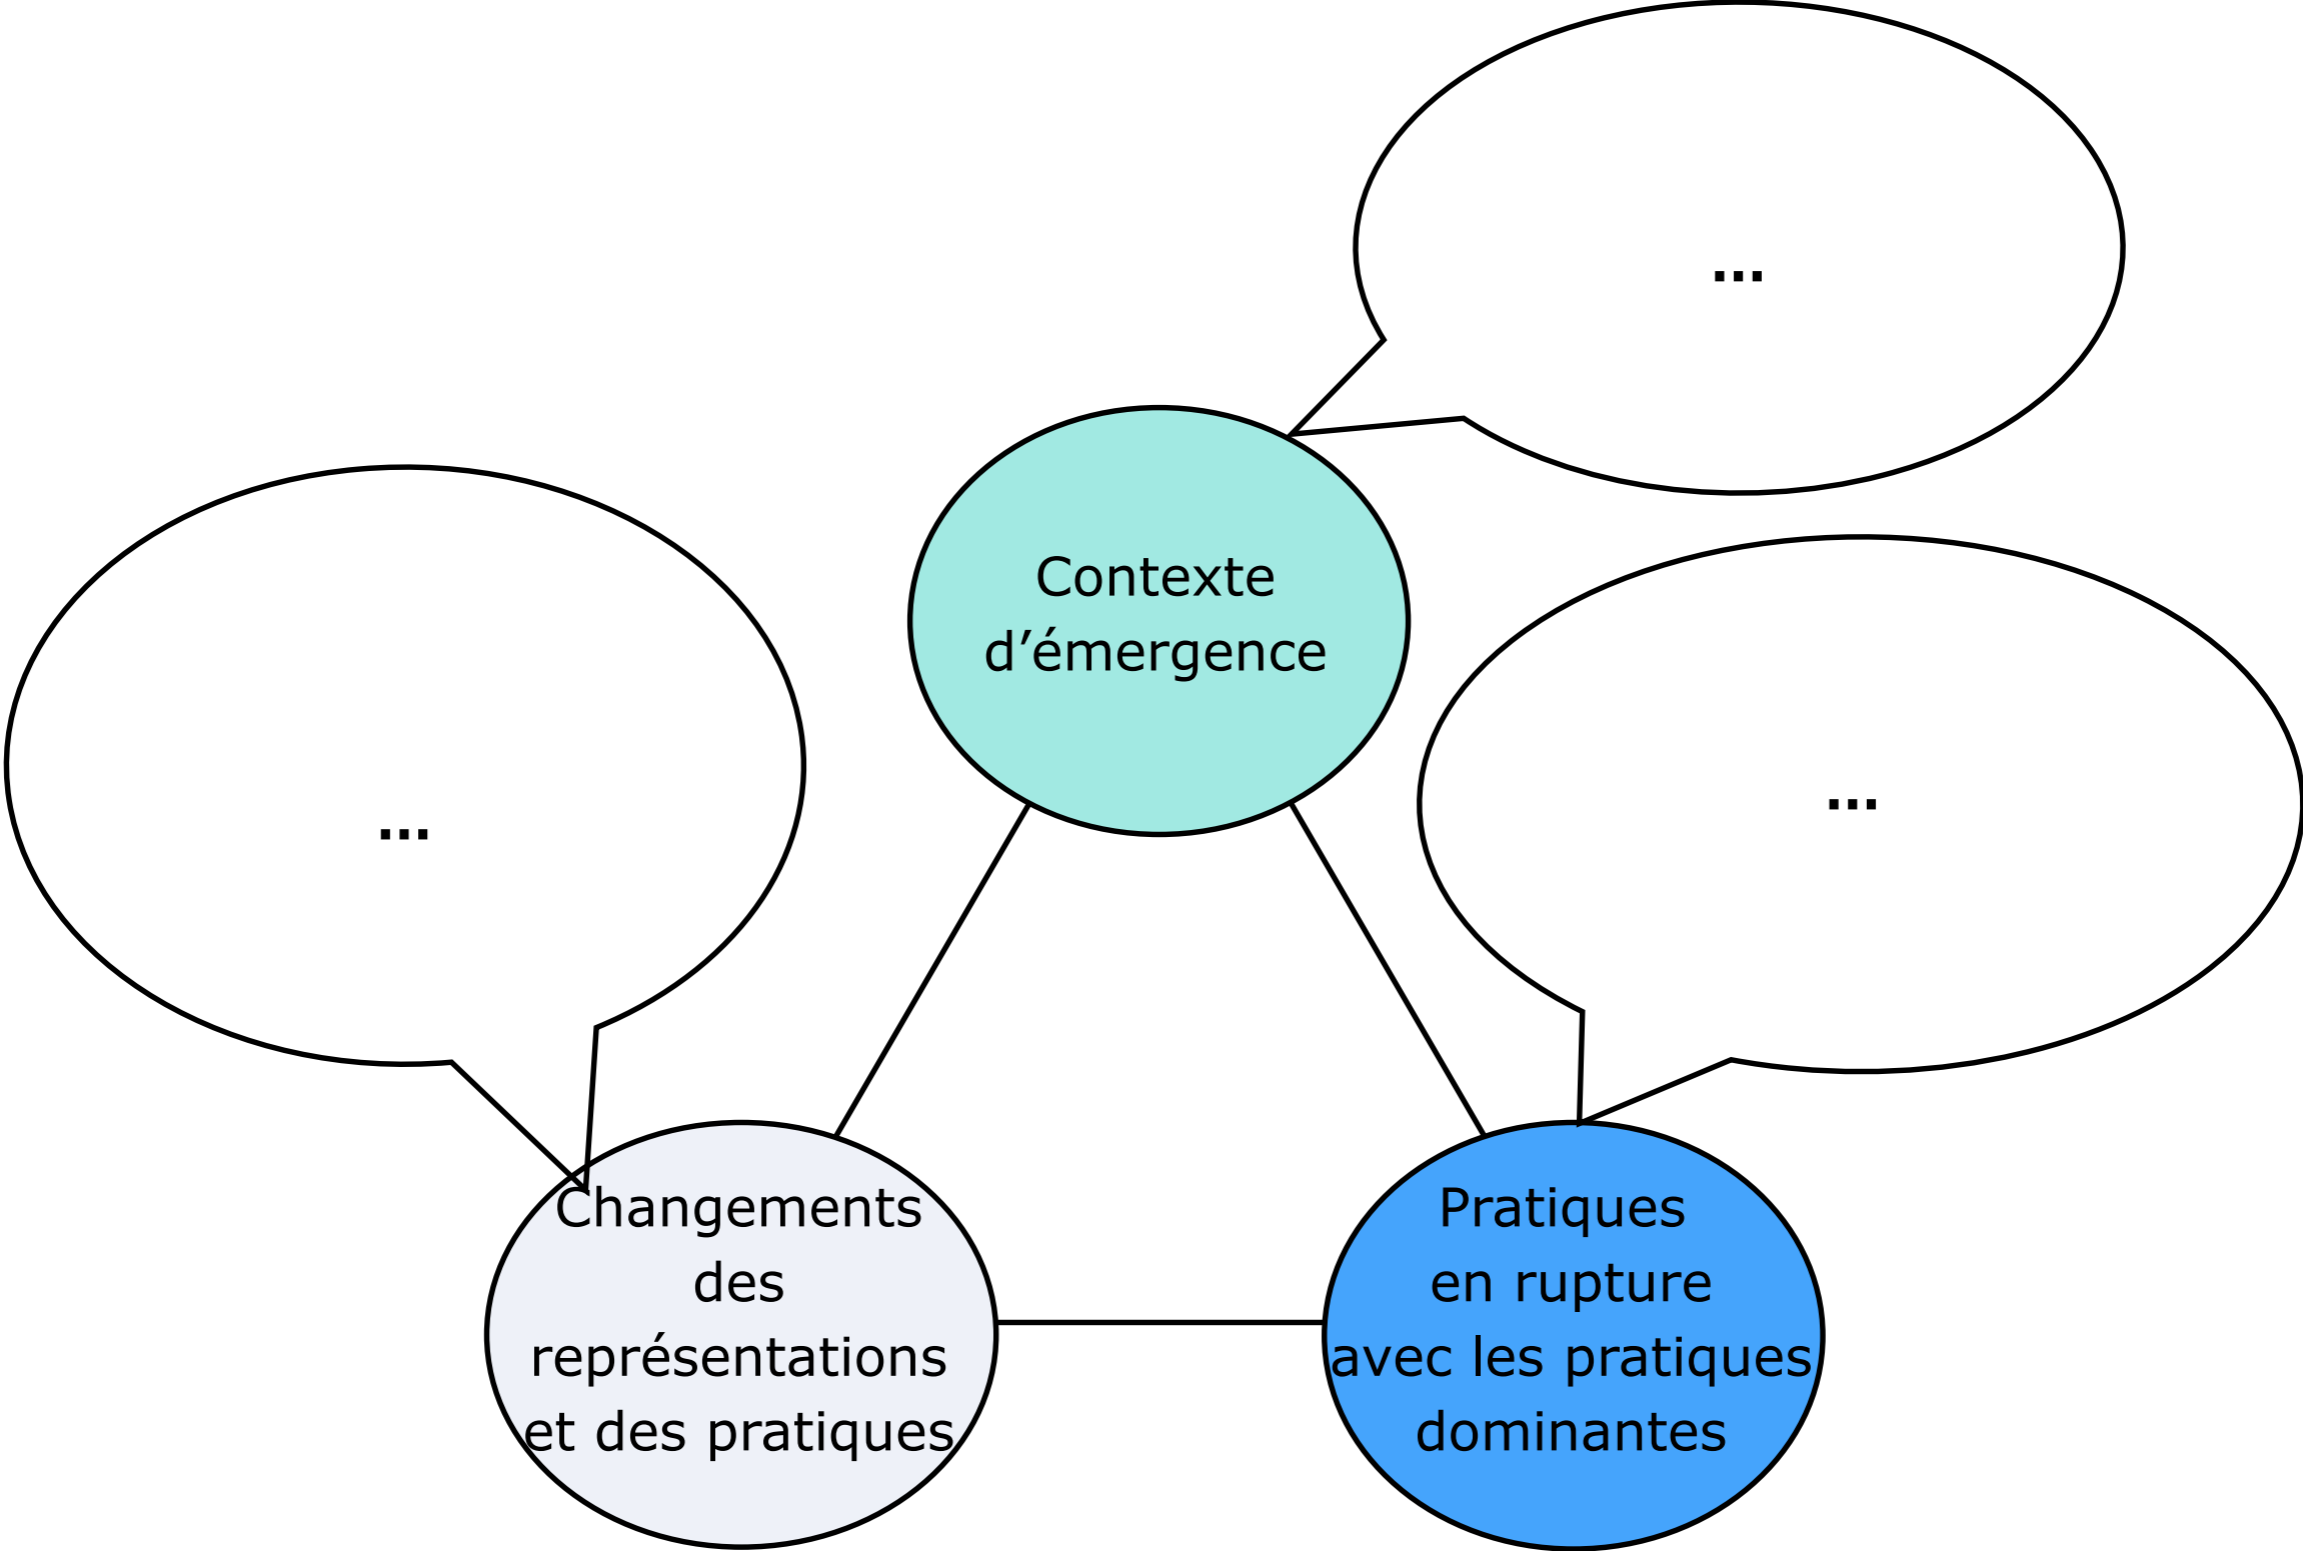 ...
Contexte
d’émergence
...
...
Changements
des
représentations
et des pratiques
Pratiques
en rupture
avec les pratiques
dominantes